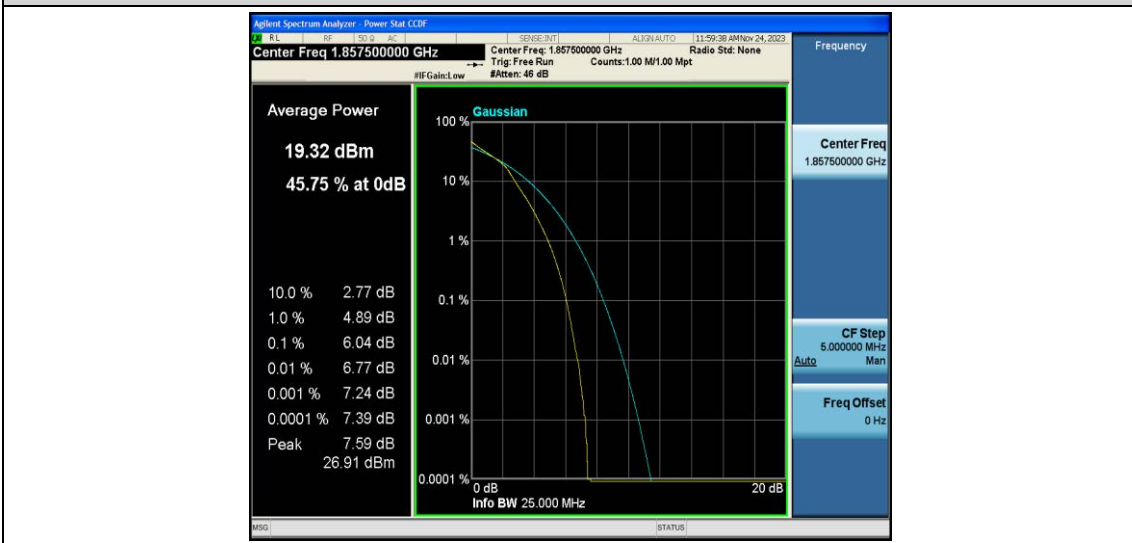 Agilent Spectrum Analyzer - Power Stat CCDF
LXI RL RF 50 Ω AC SENSE:INT ALIGN AUTO 11:59:38 AM Nov 24, 2023
Center Freq 1.857500000 GHz
Center Freq: 1.857500000 GHz Radio Std: None
Trig: Free Run Counts:1.00 M/1.00 Mpt
#IFGain:Low #Atten: 46 dB
Frequency
Average Power
19.32 dBm
45.75 % at 0dB
10.0 % 2.77 dB
1.0 % 4.89 dB
0.1 % 6.04 dB
0.01 % 6.77 dB
0.001 % 7.24 dB
0.0001 % 7.39 dB
Peak 7.59 dB
26.91 dBm
Gaussian
100 %
10 %
1 %
0.1 %
0.01 %
0.001 %
0.0001 %
0 dB 20 dB
Info BW 25.000 MHz
Center Freq
1.857500000 GHz
CF Step
5.000000 MHz
Auto Man
Freq Offset
0 Hz
MSG STATUS